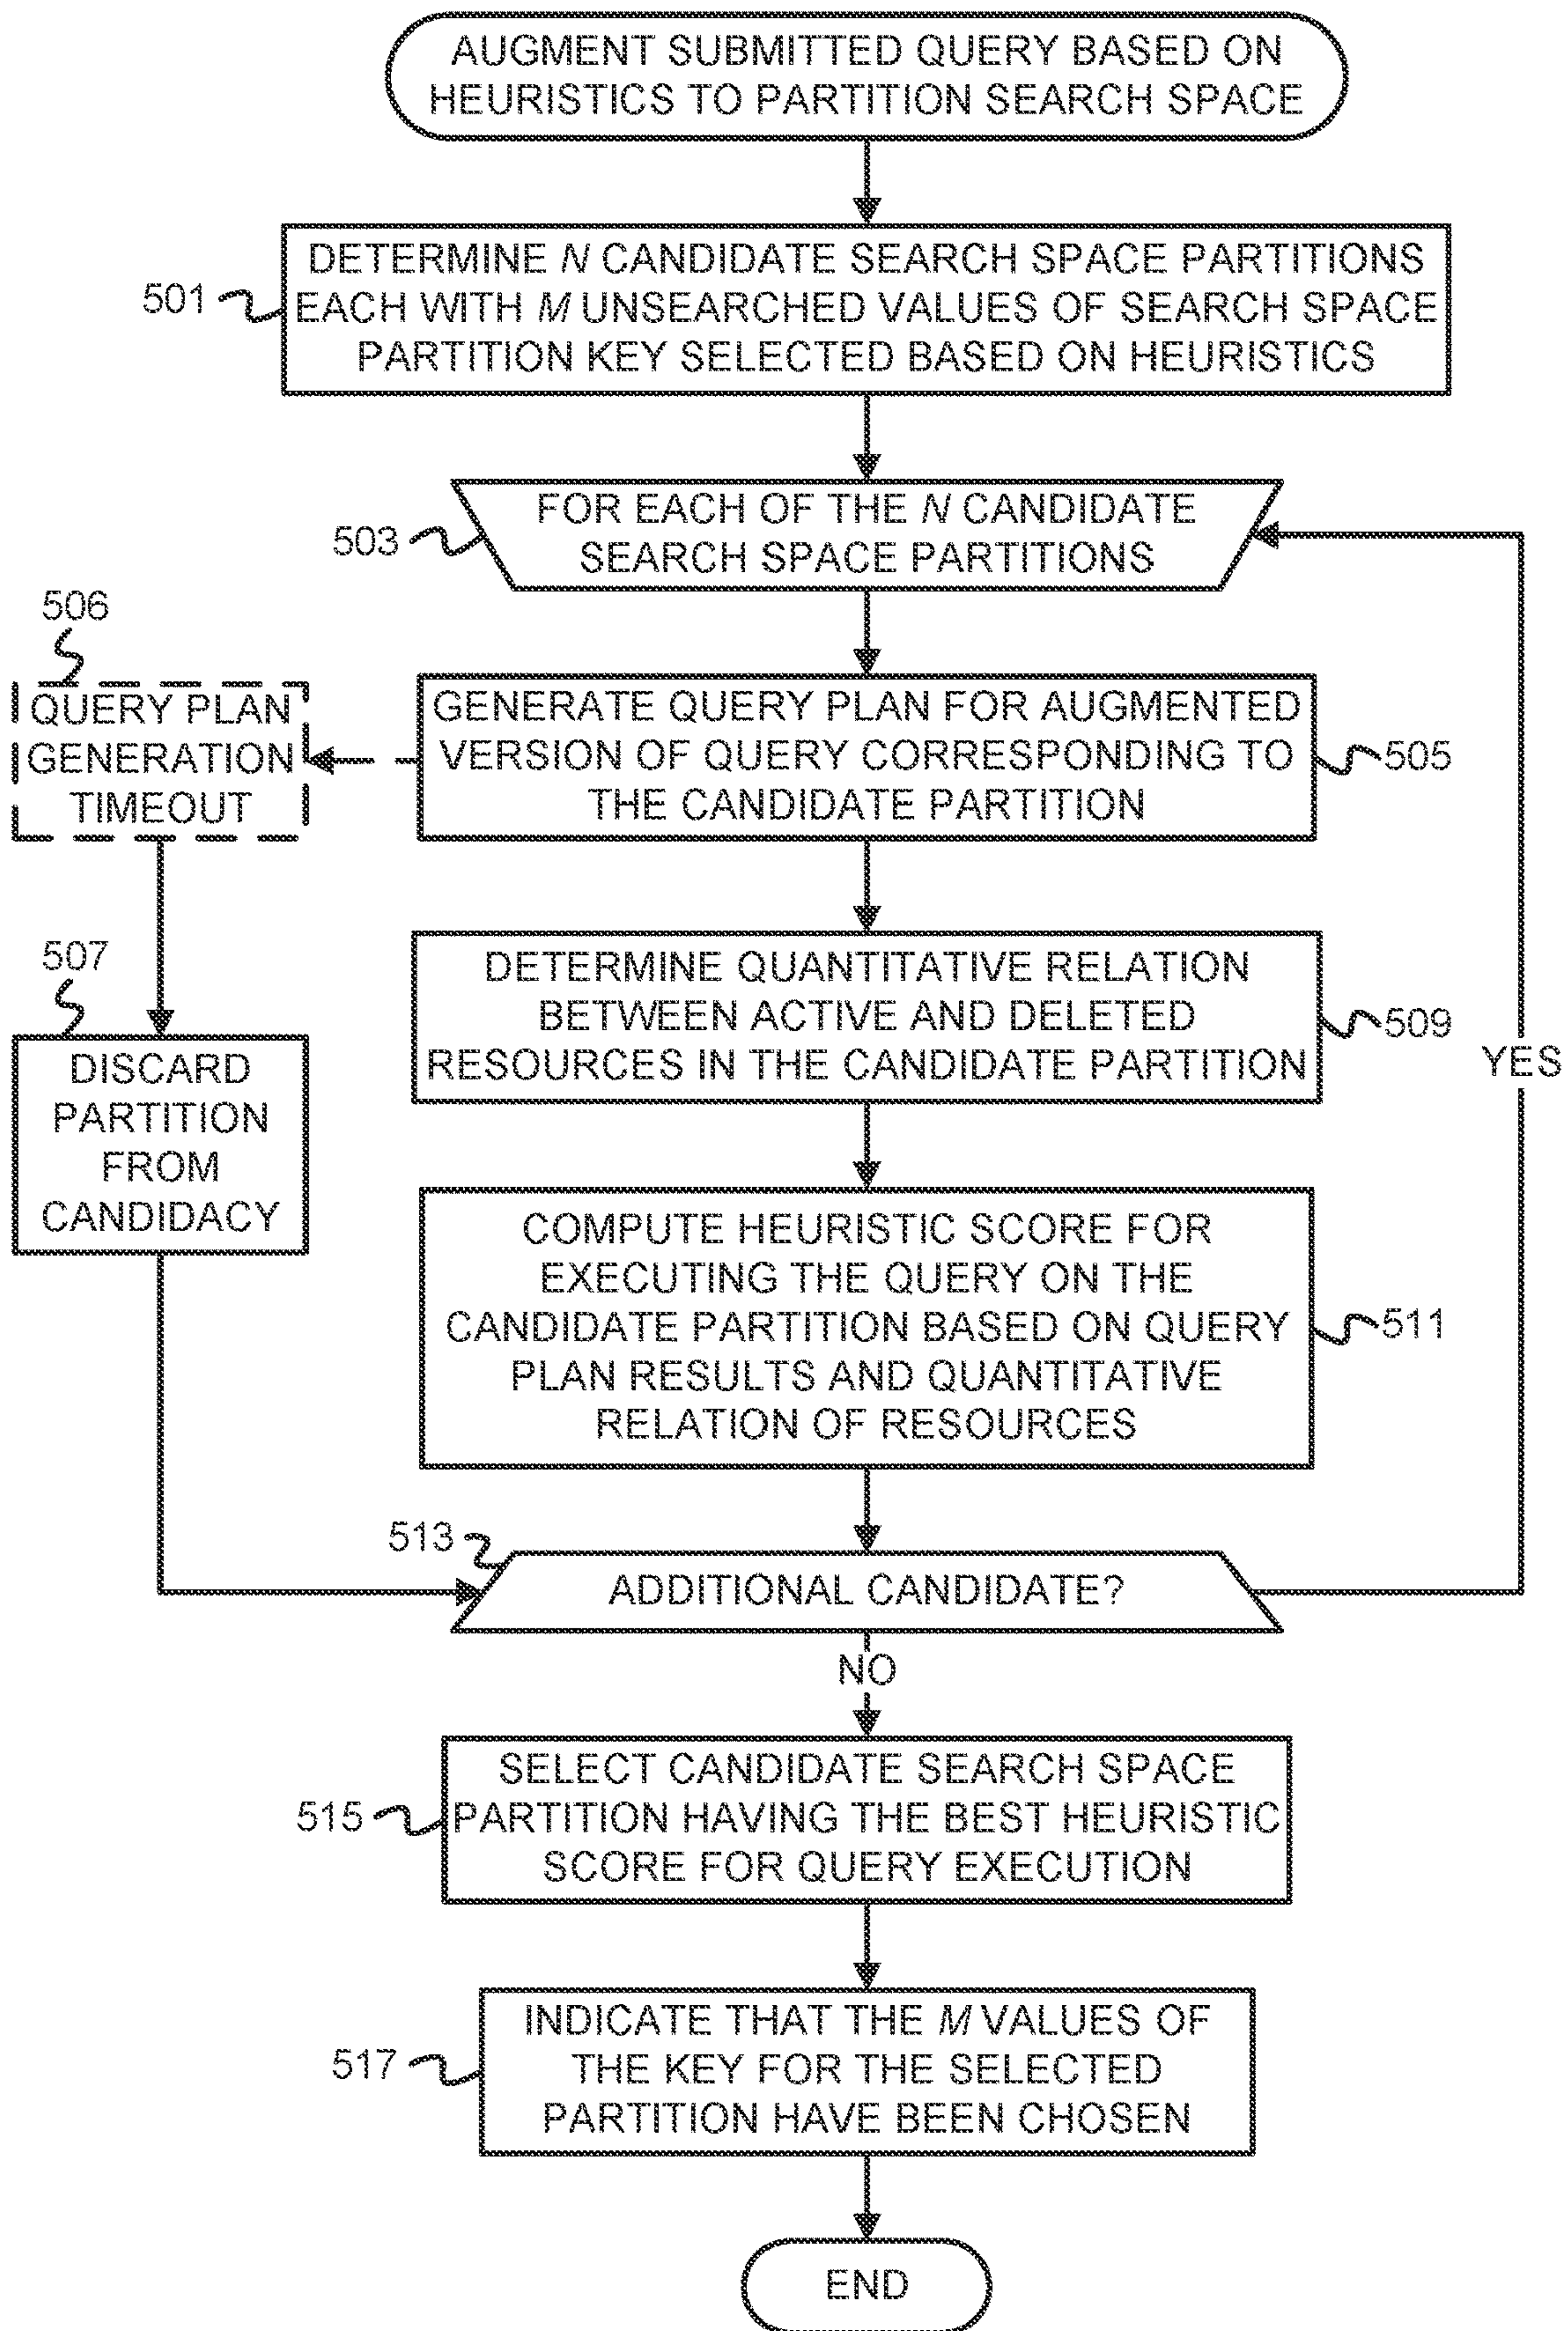 AUGMENT SUBMITTED QUERY BASED ON
HEURISTICS TO PARTITION SEARCH SPACE
DETERMINE N CANDIDATE SEARCH SPACE PARTITIONS
EACH WITH M UNSEARCHED VALUES OF SEARCH SPACE
PARTITION KEY SELECTED BASED ON HEURISTICS
501
FOR EACH OF THE N CANDIDATE
SEARCH SPACE PARTITIONS
503
506
QUERY PLAN
GENERATION
TIMEOUT
GENERATE QUERY PLAN FOR AUGMENTED
VERSION OF QUERY CORRESPONDING TO
THE CANDIDATE PARTITION
505
507
DISCARD
PARTITION
FROM
CANDIDACY
DETERMINE QUANTITATIVE RELATION
BETWEEN ACTIVE AND DELETED
RESOURCES IN THE CANDIDATE PARTITION
509
YES
COMPUTE HEURISTIC SCORE FOR
EXECUTING THE QUERY ON THE
CANDIDATE PARTITION BASED ON QUERY
PLAN RESULTS AND QUANTITATIVE
RELATION OF RESOURCES
511
513
ADDITIONAL CANDIDATE?
NO
SELECT CANDIDATE SEARCH SPACE
PARTITION HAVING THE BEST HEURISTIC
SCORE FOR QUERY EXECUTION
515
INDICATE THAT THE M VALUES OF
THE KEY FOR THE SELECTED
PARTITION HAVE BEEN CHOSEN
517
END